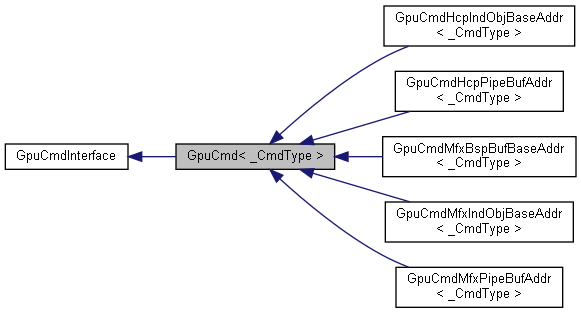 GpuCmdHcpIndObjBaseAddr
< _CmdType >
GpuCmdHcpPipeBufAddr
< _CmdType >
GpuCmdInterface
GpuCmd< _CmdType >
GpuCmdMfxBspBufBaseAddr
< _CmdType >
GpuCmdMfxIndObjBaseAddr
< _CmdType >
GpuCmdMfxPipeBufAddr
< _CmdType >